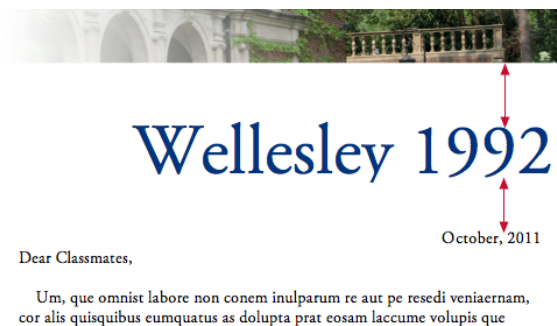 Wellesley 1992
October, 2011
Dear Classmates,
Um, que omnist labore non conem inulparum re aut pe resedi veniaernam,
cor alis quisquibus eumquatus as dolupta prat eosam laccume volupis que